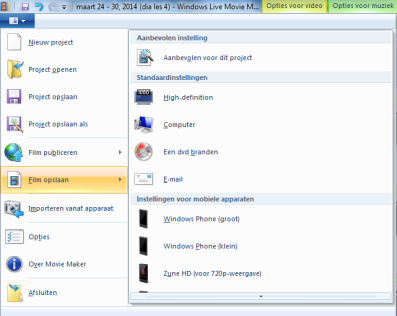 maart 24 - 30, 2014 (dia les 4) - Windows Live Movie M...
Opties voor video
Opties voor muziek
Nieuw project
Project openen
Project opslaan
Project opslaan als
Film publiceren
Film opslaan
Importeren vanaf apparaat
Opties
Over Movie Maker
Afsluiten
Aanbevolen instelling
Aanbevolen voor dit project
Standaardinstellingen
High-definition
Computer
Een dvd branden
E-mail
Instellingen voor mobiele apparaten
Windows Phone (groot)
Windows Phone (klein)
Zune HD (voor 720p-weergave)